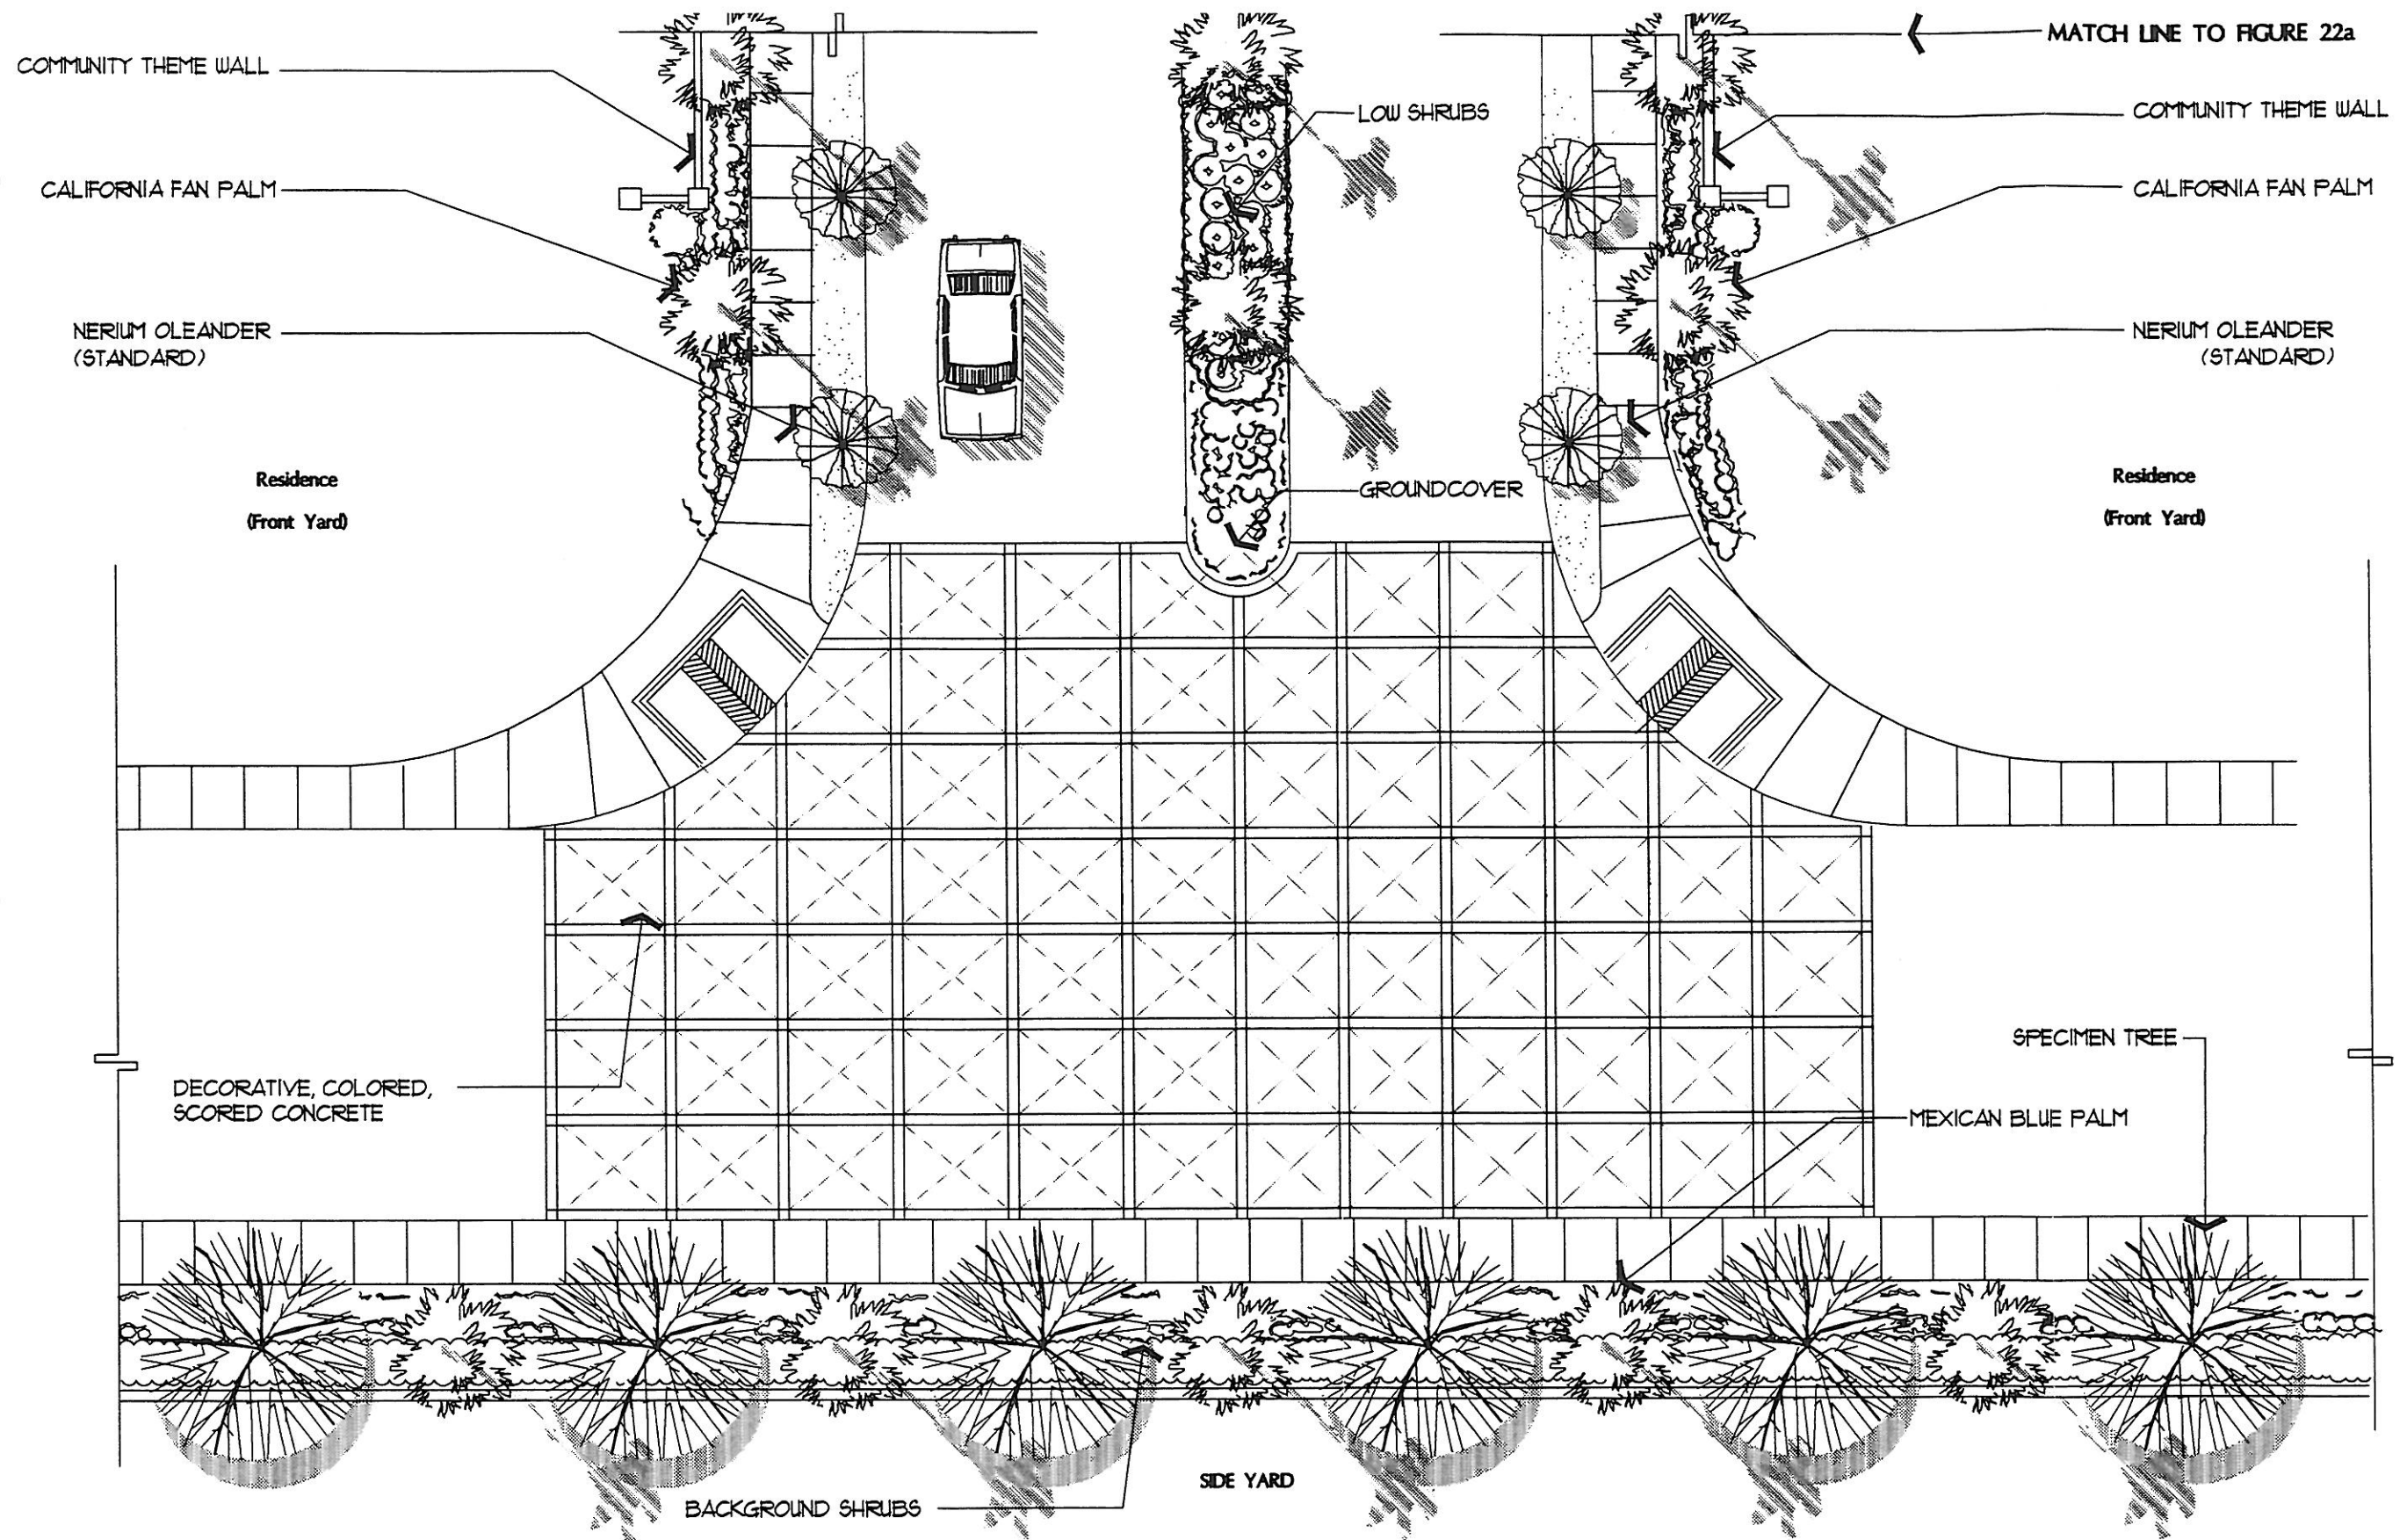 MATCH LINE TO FIGURE 22a
COMMUNITY THEME WALL
LOW SHRUBS
COMMUNITY THEME WALL
CALIFORNIA FAN PALM
CALIFORNIA FAN PALM
NERIUM OLEANDER
(STANDARD)
NERIUM OLEANDER
(STANDARD)
Residence
(Front Yard)
GROUNDCOVER
Residence
(Front Yard)
SPECIMEN TREE
DECORATIVE, COLORED,
SCORED CONCRETE
MEXICAN BLUE PALM
SIDE YARD
BACKGROUND SHRUBS